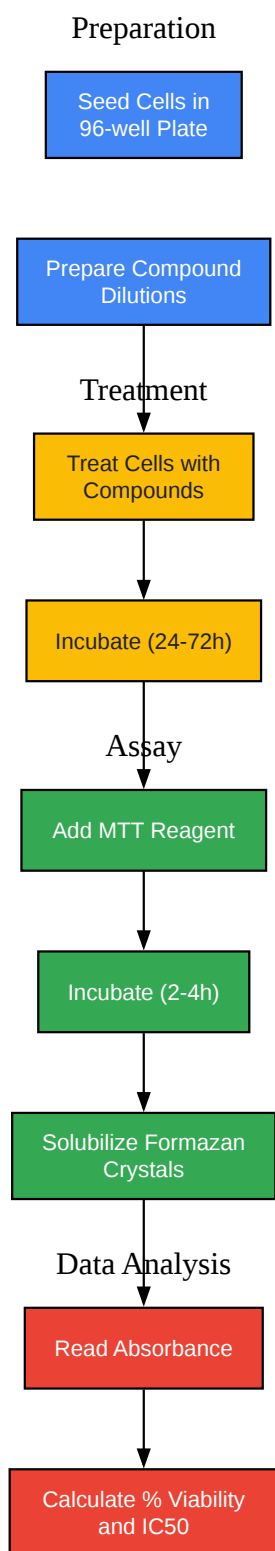 Preparation
Seed Cells in
96-well Plate
Prepare Compound
Dilutions
Treatment
Treat Cells with
Compounds
Incubate (24-72h)
Assay
Add MTT Reagent
Incubate (2-4h)
Solubilize Formazan
Crystals
Data Analysis
Read Absorbance
Calculate % Viability
and IC50